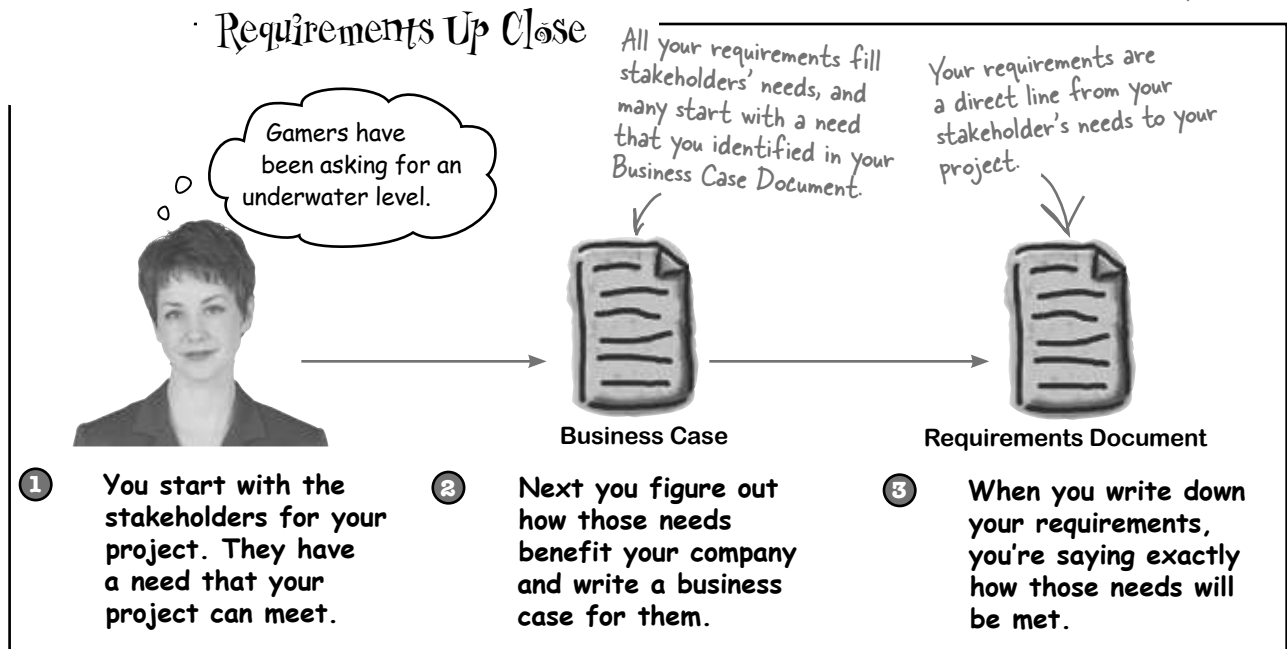 Requirements Up Close
Gamers have
been asking for an
underwater level.
All your requirements fill
stakeholders' needs, and
many start with a need
that you identified in your
Business Case Document.
Your requirements are
a direct line from your
stakeholder's needs to your
project.
Business Case
Requirements Document
1
You start with the
stakeholders for your
project. They have
a need that your
project can meet.
2
Next you figure out
how those needs
benefit your company
and write a business
case for them.
3
When you write down
your requirements,
you're saying exactly
how those needs will
be met.